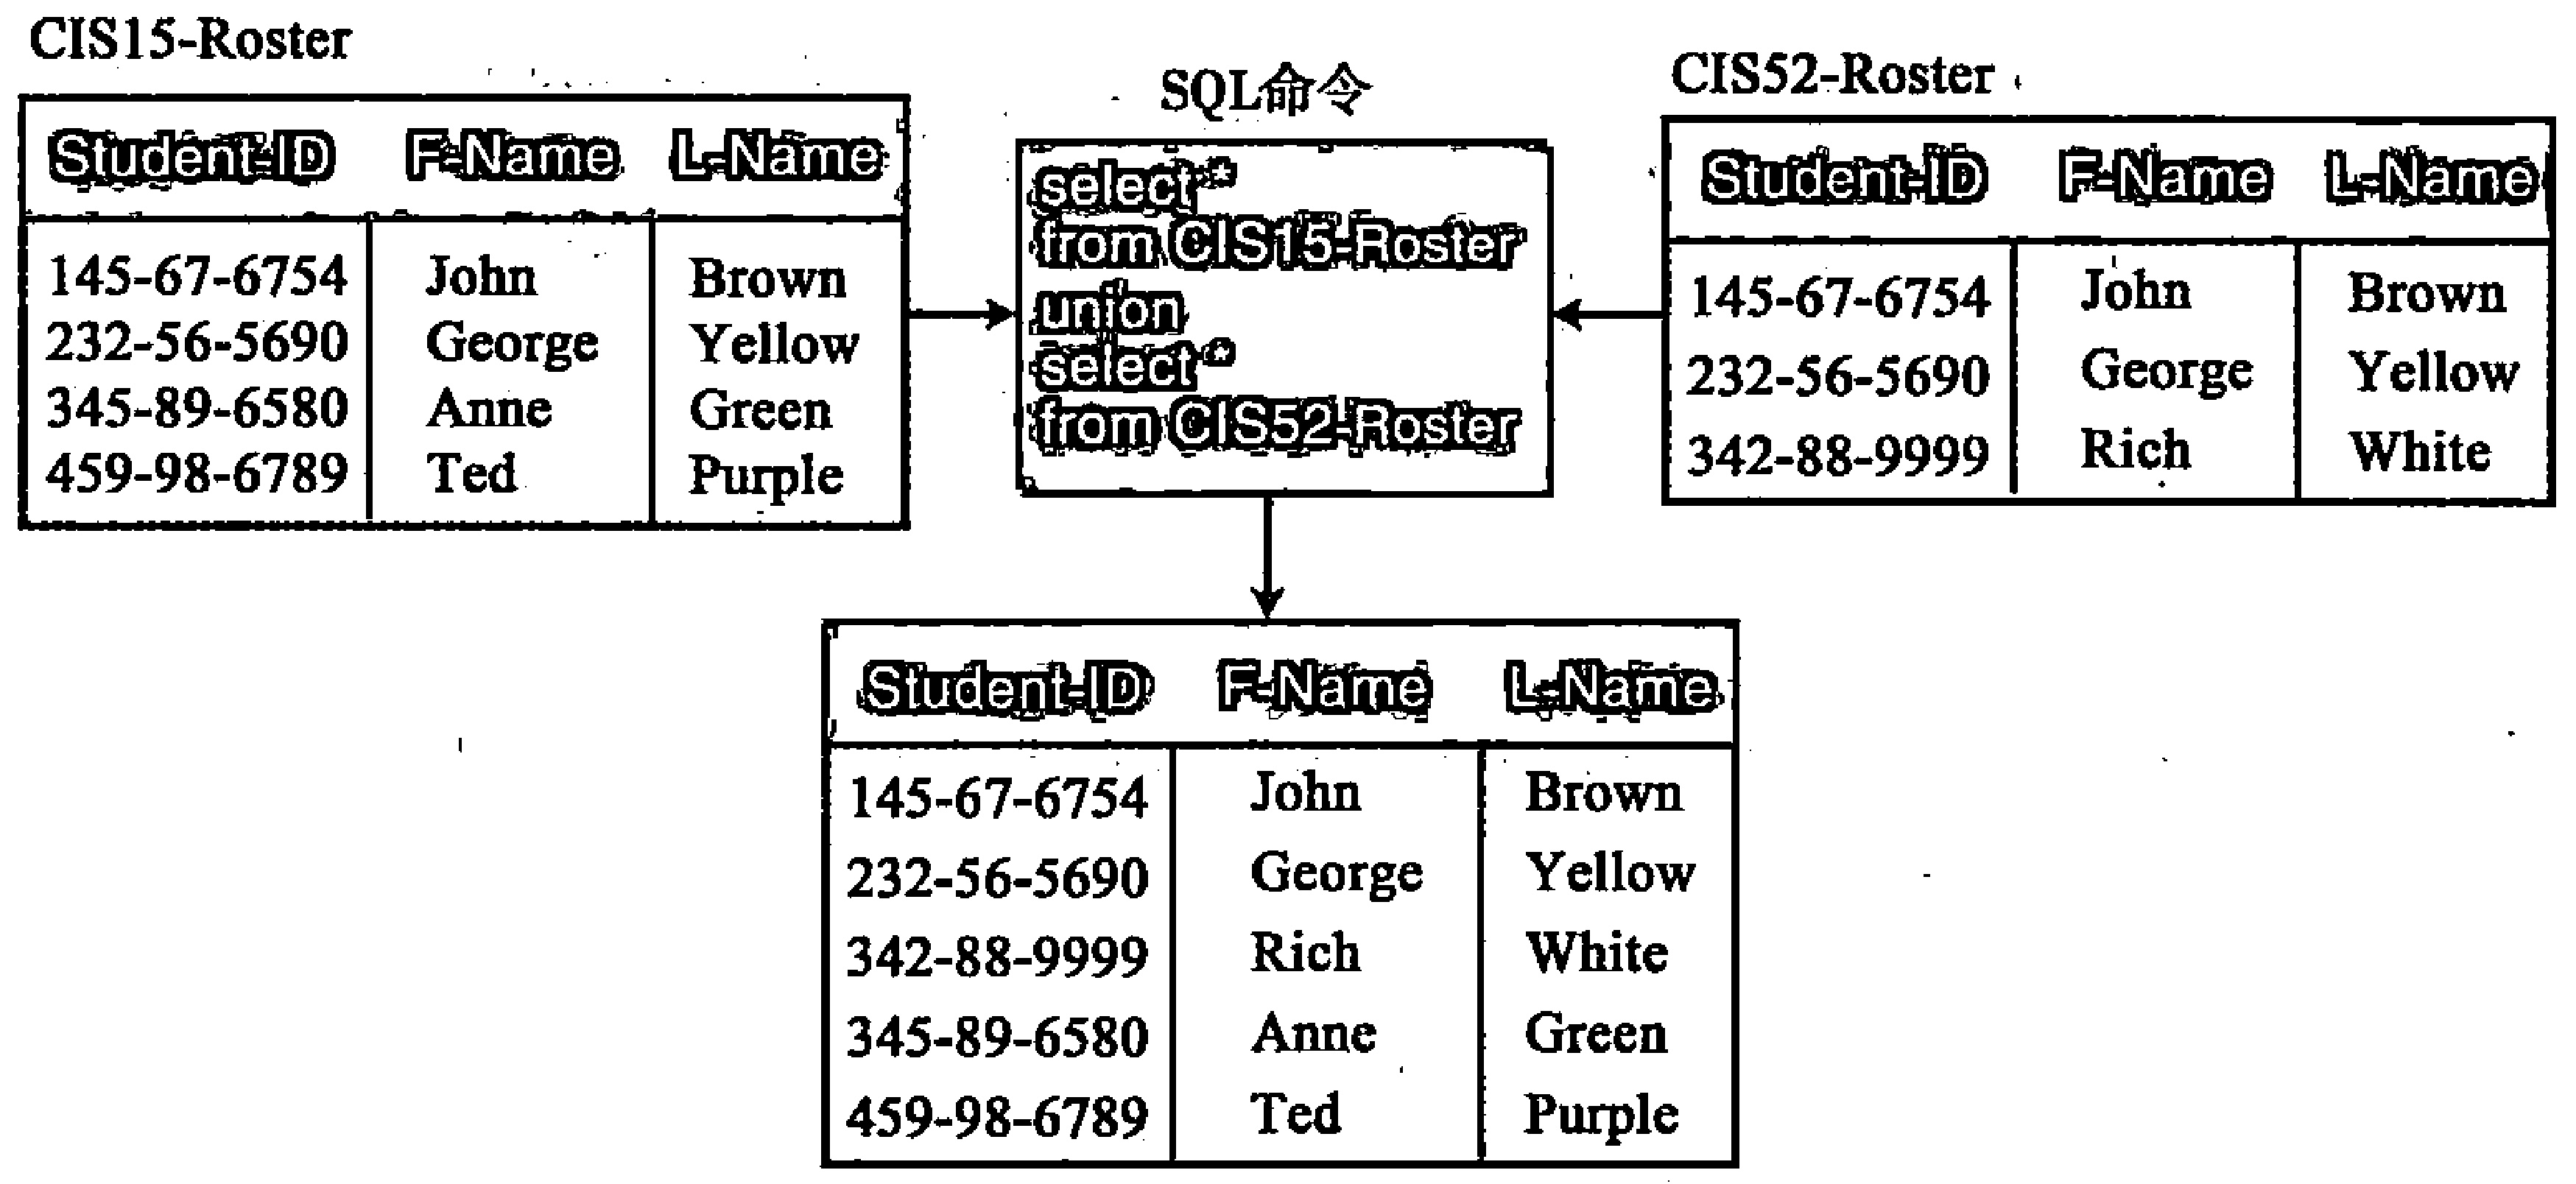 CIS15-Roster
Student-ID F-Name L-Name
145-67-6754 John Brown
232-56-5690 George Yellow
345-89-6580 Anne Green
459-98-6789 Ted Purple
SQL命令
select *
from CIS15-Roster
union
select *
from CIS52-Roster
CIS52-Roster
Student-ID F-Name L-Name
145-67-6754 John Brown
232-56-5690 George Yellow
342-88-9999 Rich White
Student-ID F-Name L-Name
145-67-6754 John Brown
232-56-5690 George Yellow
342-88-9999 Rich White
345-89-6580 Anne Green
459-98-6789 Ted Purple